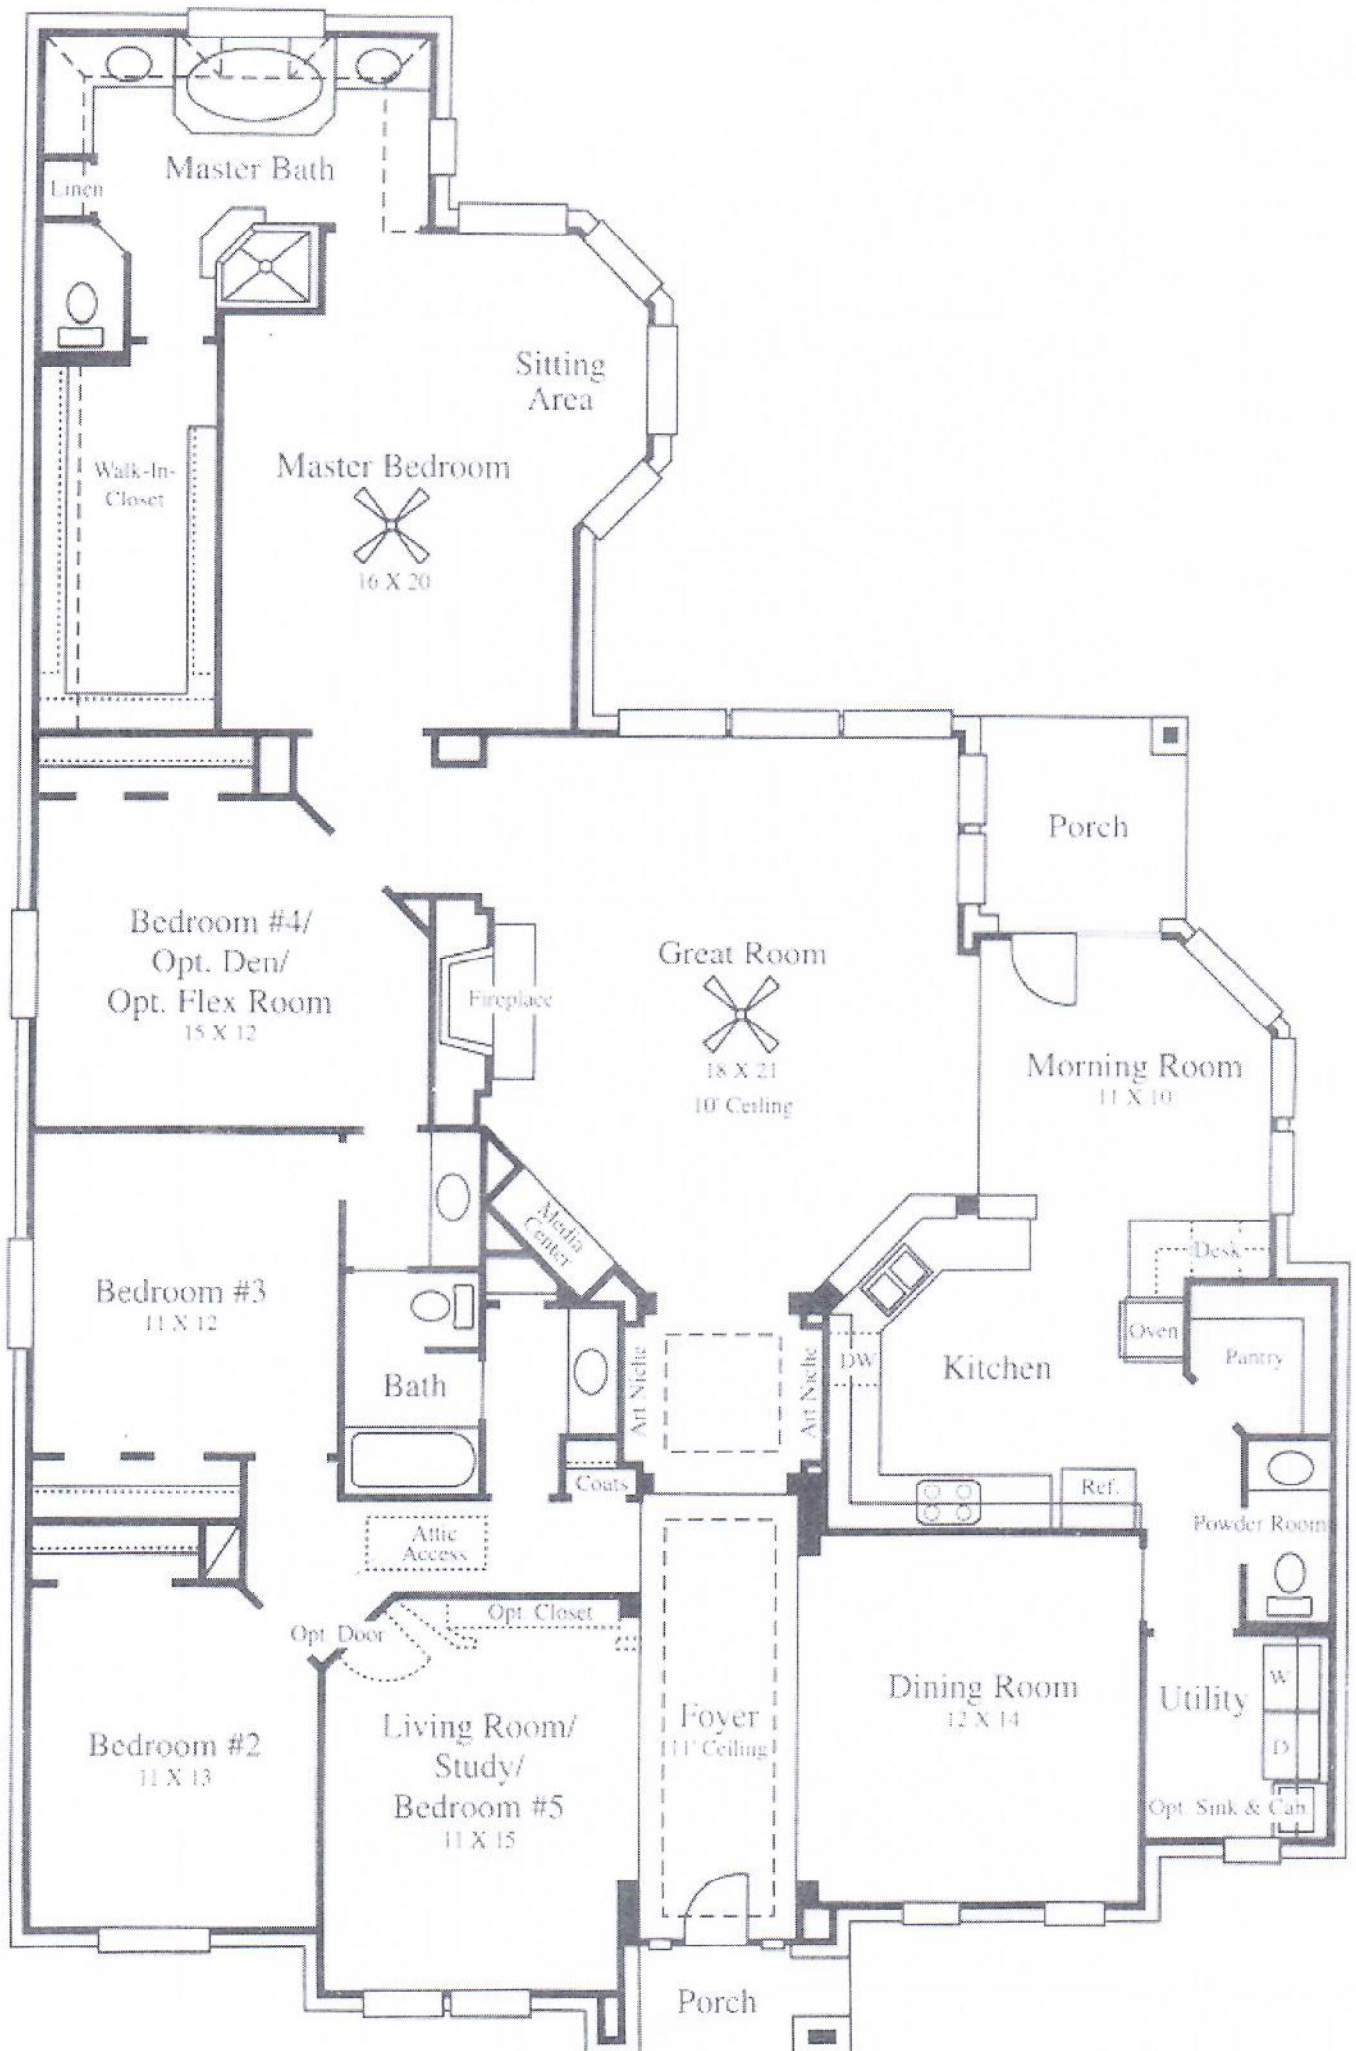 Master Bath
Linen
Sitting
Area
Master Bedroom
16 X 20
Walk-In-
Closet
Porch
Bedroom #4/
Opt. Den/
Opt. Flex Room
15 X 12
Fireplace
Great Room
18 X 21
10' Ceiling
Morning Room
11 X 10
Media
Center
Desk
Bedroom #3
11 X 12
Oven
Pantry
Art Niche
Art Niche
DW
Kitchen
Bath
Coats
Ref.
Powder Room
Attic
Access
Opt. Closet
Opt Door
Dining Room
12 X 14
Utility
W
D
Opt. Sink & Cab.
Foyer
11' Ceiling
Living Room/
Study/
Bedroom #5
11 X 15
Bedroom #2
11 X 13
Porch